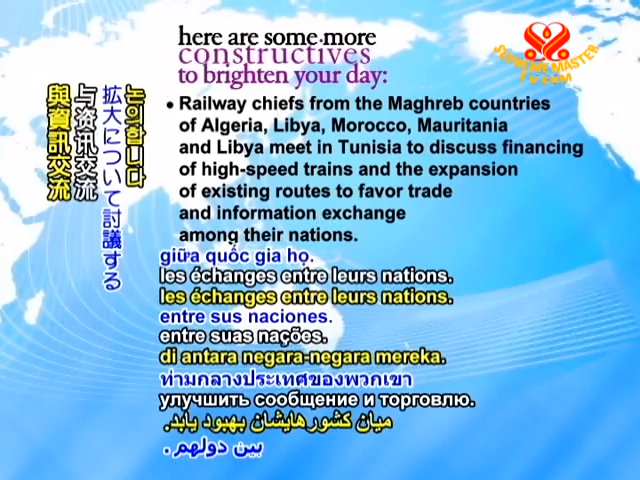 here are some more
constructives
to brighten your day:
SUPREME MASTER
TV.COM
• Railway chiefs from the Maghreb countries
of Algeria, Libya, Morocco, Mauritania
and Libya meet in Tunisia to discuss financing
of high-speed trains and the expansion
of existing routes to favor trade
and information exchange
among their nations.
논의합니다
拡大について討議する
与资讯交流
與資訊交流
giữa quốc gia họ.
les échanges entre leurs nations.
les échanges entre leurs nations.
entre sus naciones.
entre suas nações.
di antara negara-negara mereka.
ท่ามกลางประเทศของพวกเขา
улучшить сообщение и торговлю.
میان کشورهایشان بهبود یابد.
بين دولهم.